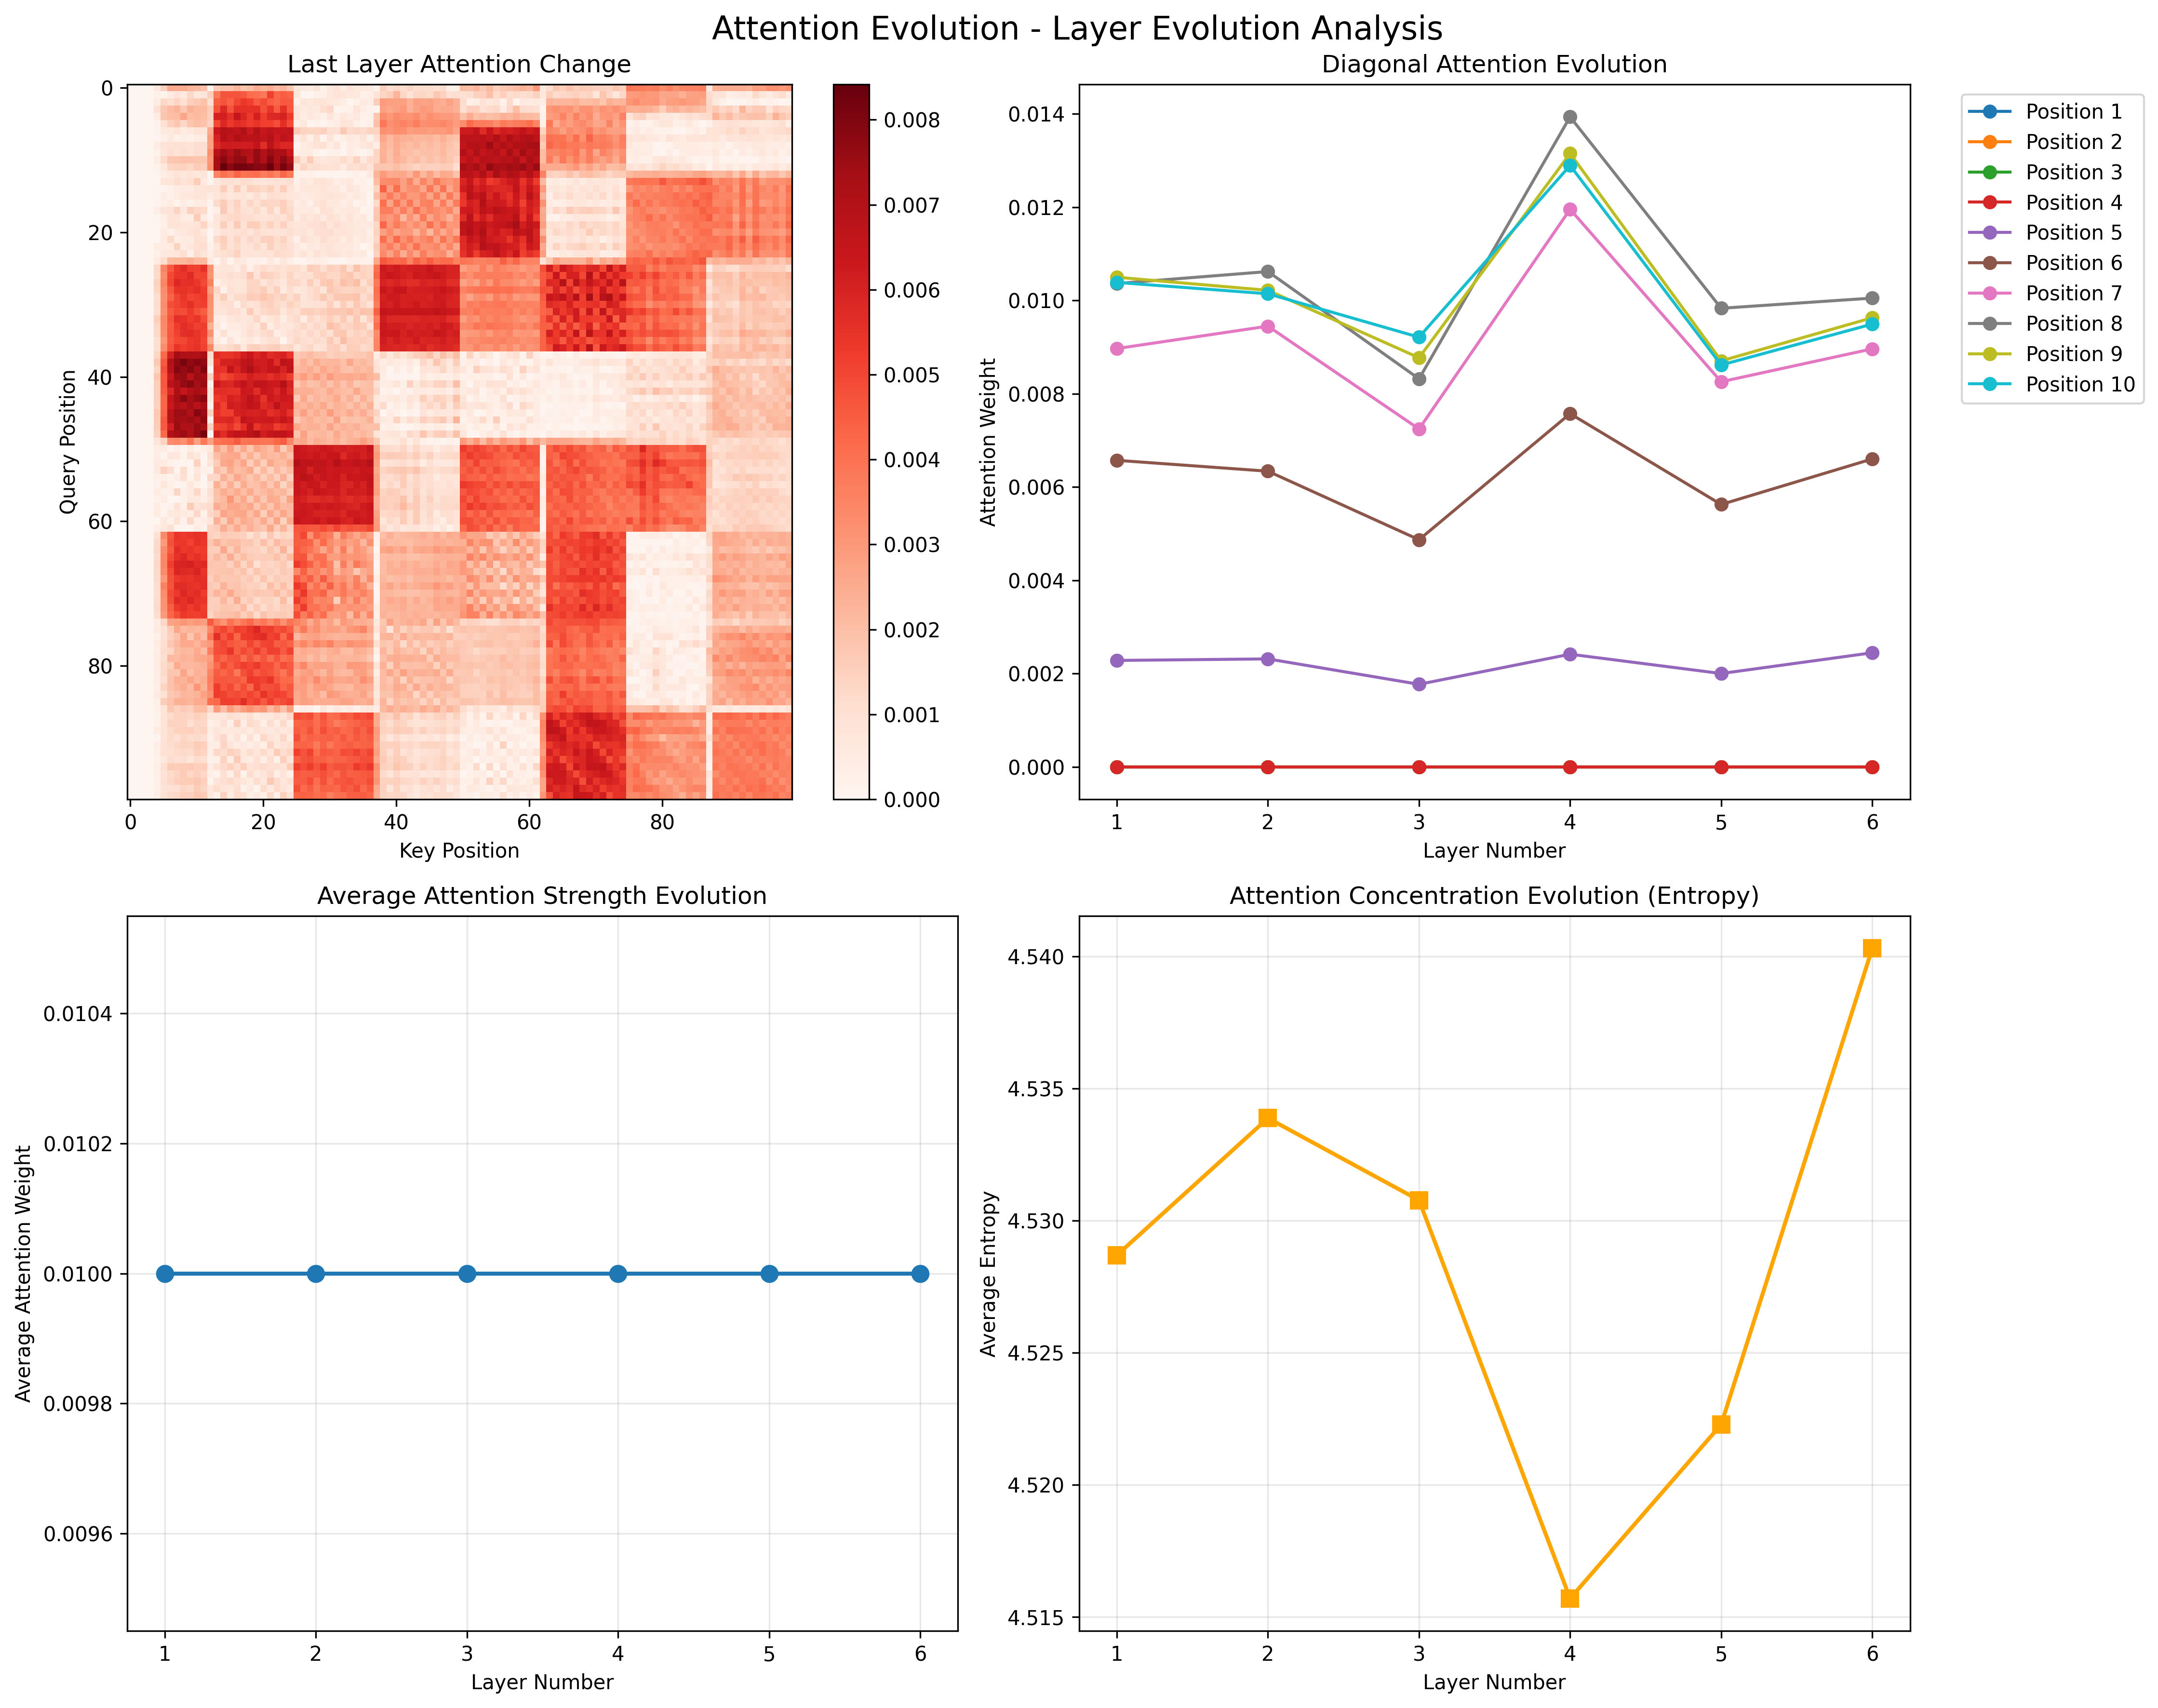 Attention Evolution - Layer Evolution Analysis
Last Layer Attention Change
0
20
40
60
80
Query Position
0
20
40
60
80
Key Position
0.008
0.007
0.006
0.005
0.004
0.003
0.002
0.001
0.000
Diagonal Attention Evolution
0.014
0.012
0.010
0.008
0.006
0.004
0.002
0.000
Attention Weight
1
2
3
4
5
6
Layer Number
Position 1
Position 2
Position 3
Position 4
Position 5
Position 6
Position 7
Position 8
Position 9
Position 10
Average Attention Strength Evolution
0.0104
0.0102
0.0100
0.0098
0.0096
Average Attention Weight
1
2
3
4
5
6
Layer Number
Attention Concentration Evolution (Entropy)
4.540
4.535
4.530
4.525
4.520
4.515
Average Entropy
1
2
3
4
5
6
Layer Number